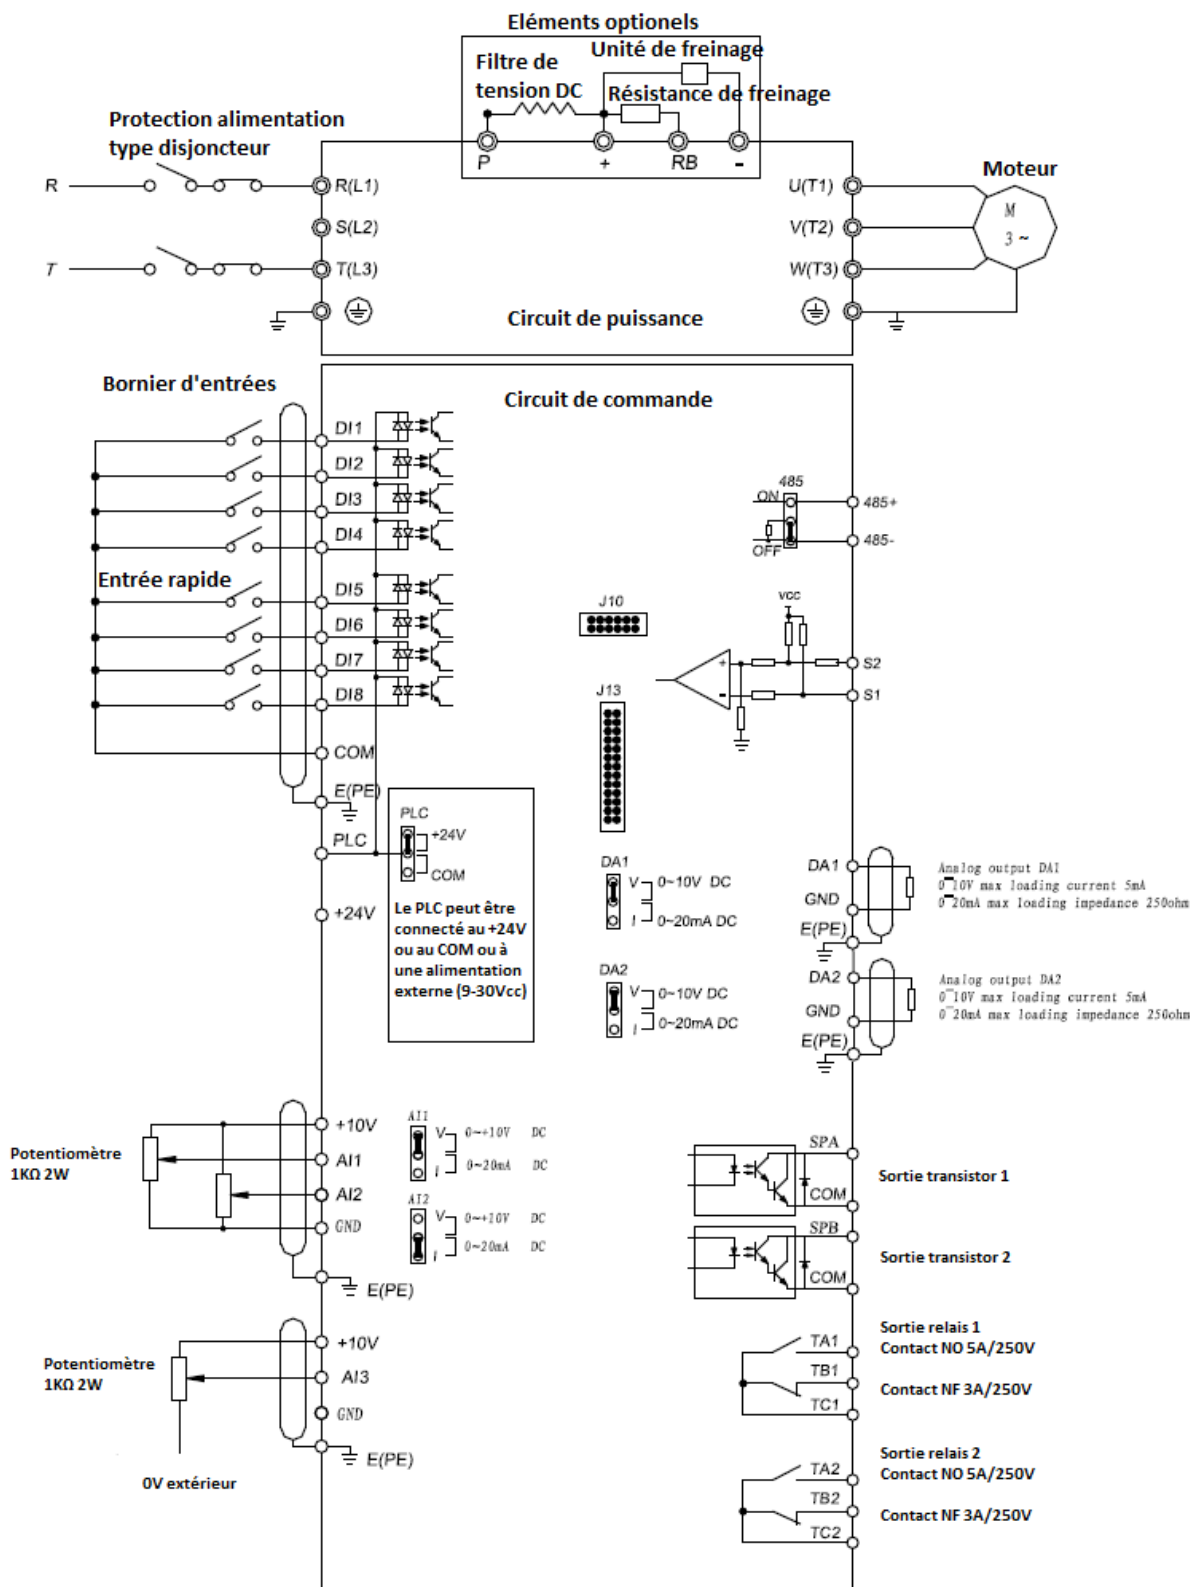 Eléments optionels
Unité de freinage
Filtre de
tension DC
Résistance de freinage
P
+
RB
-
Protection alimentation
type disjoncteur
R
R(L1)
S(L2)
T
T(L3)
U(T1)
V(T2)
W(T3)
Moteur
M
3 ~
Circuit de puissance
Bornier d'entrées
Circuit de commande
DI1
DI2
DI3
DI4
Entrée rapide
DI5
DI6
DI7
DI8
COM
E(PE)
PLC
+24V
PLC
+24V
COM
Le PLC peut être
connecté au +24V
ou au COM ou à
une alimentation
externe (9-30Vcc)
485
ON
OFF
485+
485-
J10
VCC
+
-
S2
S1
J13
DA1
V
0~10V DC
I
0~20mA DC
DA2
V
0~10V DC
I
0~20mA DC
DA1
GND
E(PE)
Analog output DA1
0~10V max loading current 5mA
0~20mA max loading impedance 250ohm
DA2
GND
E(PE)
Analog output DA2
0~10V max loading current 5mA
0~20mA max loading impedance 250ohm
Potentiomètre
1KΩ 2W
+10V
AI1
AI2
GND
E(PE)
AI1
V
0~+10V DC
I
0~20mA DC
AI2
V
0~+10V DC
I
0~20mA DC
SPA
COM
Sortie transistor 1
SPB
COM
Sortie transistor 2
Potentiomètre
1KΩ 2W
+10V
AI3
GND
E(PE)
0V extérieur
TA1
TB1
TC1
Sortie relais 1
Contact NO 5A/250V
Contact NF 3A/250V
TA2
TB2
TC2
Sortie relais 2
Contact NO 5A/250V
Contact NF 3A/250V